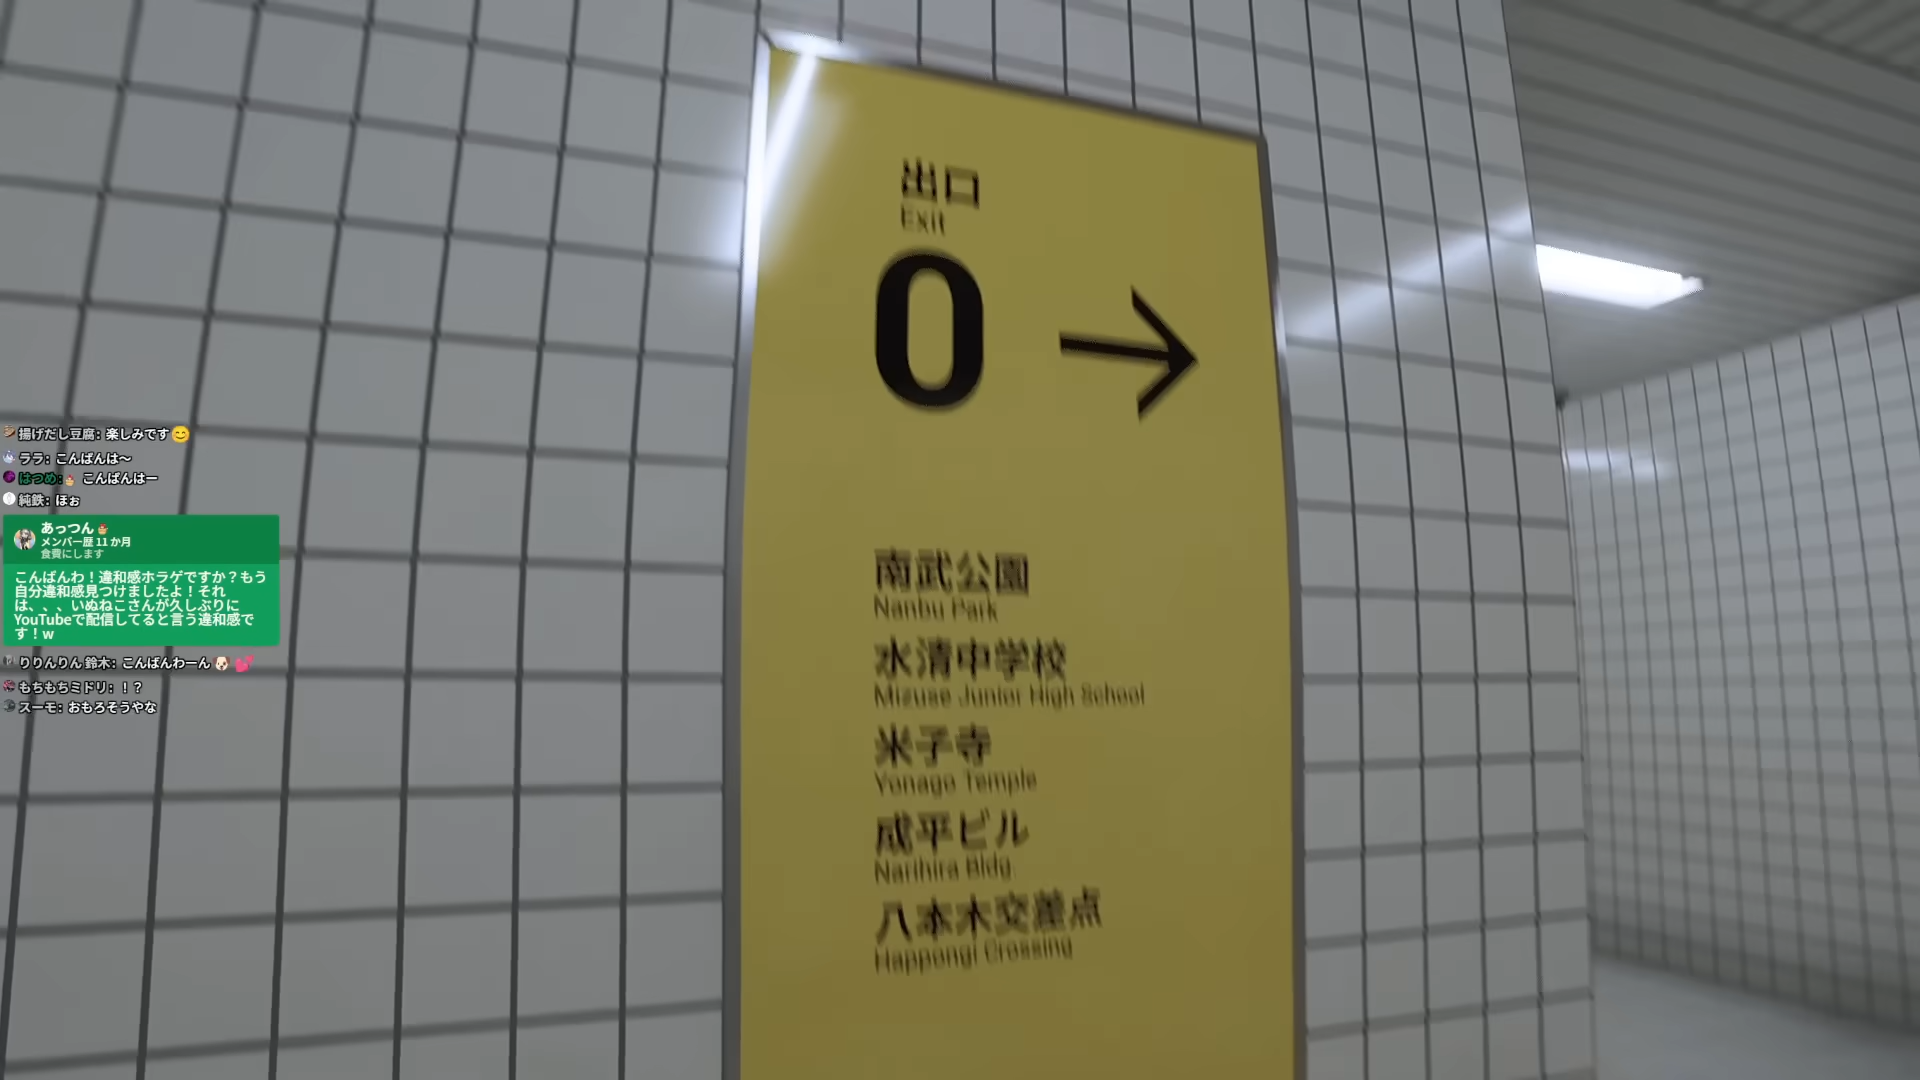 出口
Exit
0 →
南武公園
Nanbu Park
水清中学校
Mizuse Junior High School
米子寺
Yonago Temple
成平ビル
Narihira Bldg.
八本木交差点
Happongi Crossing
揚げだし豆腐: 楽しみです😊
ララ: こんばんは〜
はつめ: こんばんはー
純鉄: ほぉ
あっつん
メンバー歴 11 か月
食費にします
こんばんわ！違和感ホラゲですか？もう
自分違和感見つけましたよ！それ
は、、、いぬねこさんが久しぶりに
YouTubeで配信してると言う違和感で
す！w
りりんりん 鈴木: こんばんわーん🐶💕
もちもちミドリ: ！？
スーモ: おもろそうやな